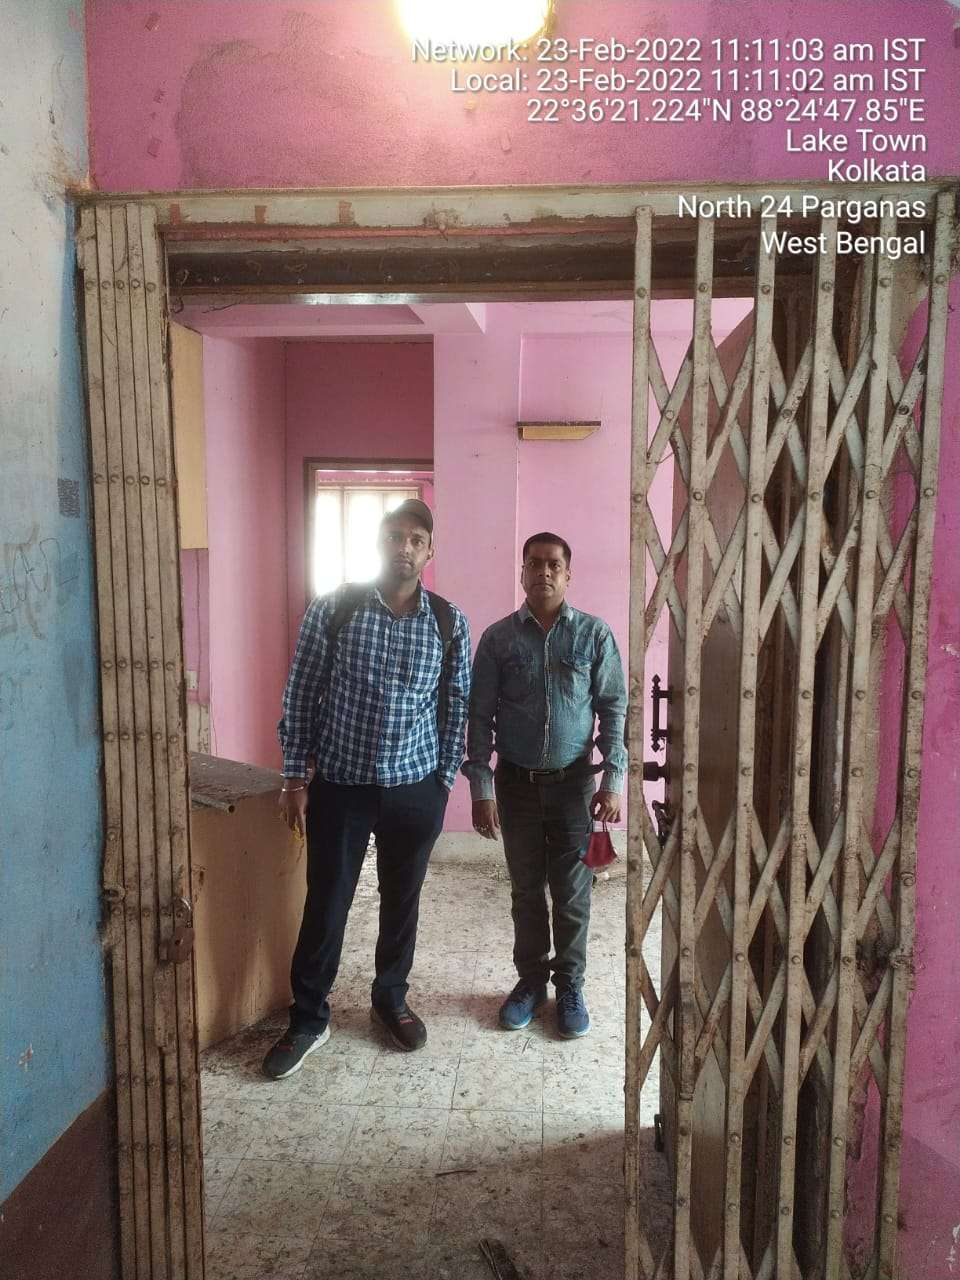 Network: 23-Feb-2022 11:11:03 am IST
Local: 23-Feb-2022 11:11:02 am IST
22°36'21.224"N 88°24'47.85"E
Lake Town
Kolkata
North 24 Parganas
West Bengal